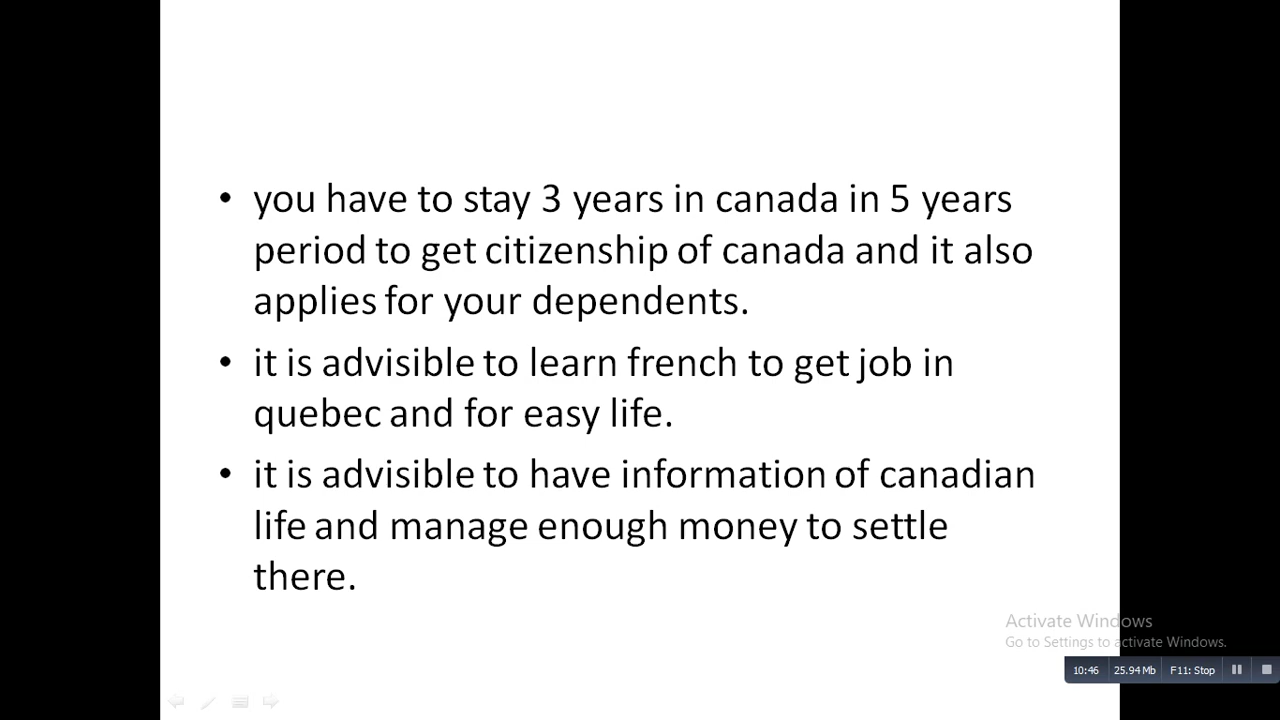 • you have to stay 3 years in canada in 5 years
period to get citizenship of canada and it also
applies for your dependents.
• it is advisible to learn french to get job in
quebec and for easy life.
• it is advisible to have information of canadian
life and manage enough money to settle
there.
Activate Windows
Go to Settings to activate Windows.
10:46 25.94 Mb F11: Stop